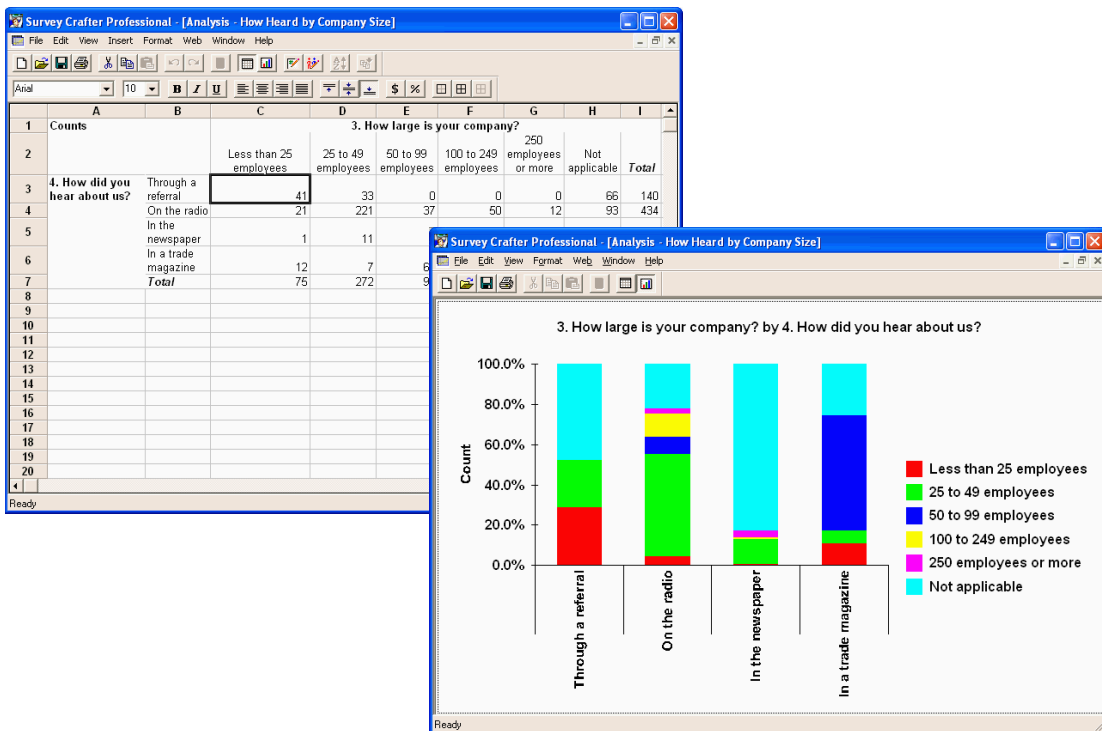 Survey Crafter Professional - [Analysis - How Heard by Company Size]
File Edit View Insert Format Web Window Help
Arial 10 B I U $ %
A B C D E F G H I
1 Counts 3. How large is your company?
250
2 Less than 25 25 to 49 50 to 99 100 to 249 employees Not
employees employees employees employees or more applicable Total
3 4. How did you Through a
hear about us? referral 41 33 0 0 0 66 140
4 On the radio 21 221 37 50 12 93 434
In the
5 newspaper 1 11
In a trade
6 magazine 12 7 6
7 Total 75 272 9
8
9
10
11
12
13
14
15
16
17
18
19
20
Ready
Survey Crafter Professional - [Analysis - How Heard by Company Size]
File Edit View Format Web Window Help
3. How large is your company? by 4. How did you hear about us?
100.0%
80.0%
60.0%
40.0%
20.0%
0.0%
Count
Through a referral
On the radio
In the newspaper
In a trade magazine
Less than 25 employees
25 to 49 employees
50 to 99 employees
100 to 249 employees
250 employees or more
Not applicable
Ready